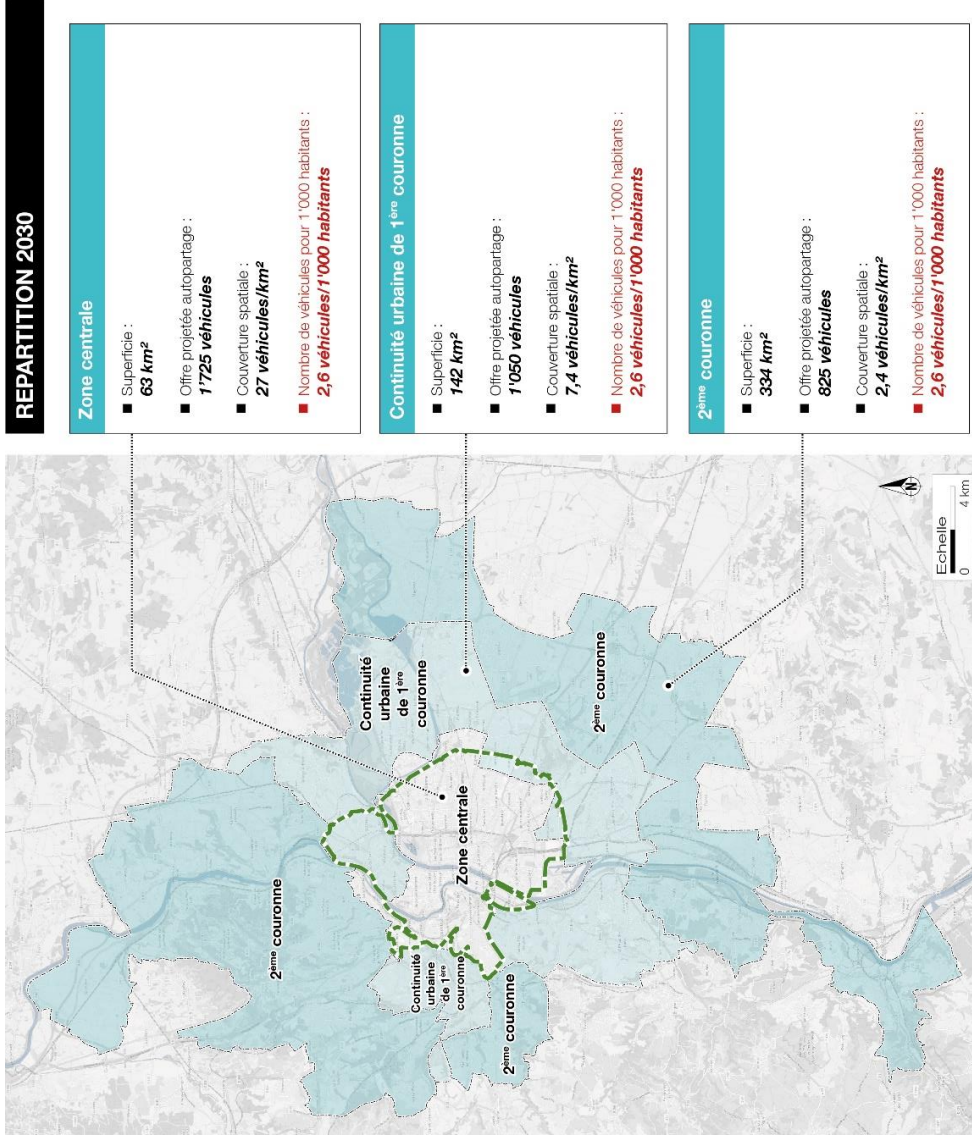 REPARTITION 2030
Zone centrale
■ Superficie :
63 km²
■ Offre projetée autopartage :
1'725 véhicules
■ Couverture spatiale :
27 véhicules/km²
■ Nombre de véhicules pour 1'000 habitants :
2,6 véhicules/1'000 habitants
Continuité urbaine de 1ère couronne
■ Superficie :
142 km²
■ Offre projetée autopartage :
1'050 véhicules
■ Couverture spatiale :
7,4 véhicules/km²
■ Nombre de véhicules pour 1'000 habitants :
2,6 véhicules/1'000 habitants
2ème couronne
■ Superficie :
334 km²
■ Offre projetée autopartage :
825 véhicules
■ Couverture spatiale :
2,4 véhicules/km²
■ Nombre de véhicules pour 1'000 habitants :
2,6 véhicules/1'000 habitants
2ème couronne
Continuité
urbaine
de 1ère
couronne
Continuité
urbaine
de 1ère
couronne
Zone centrale
2ème couronne
2ème couronne
N
Echelle
0 4 km